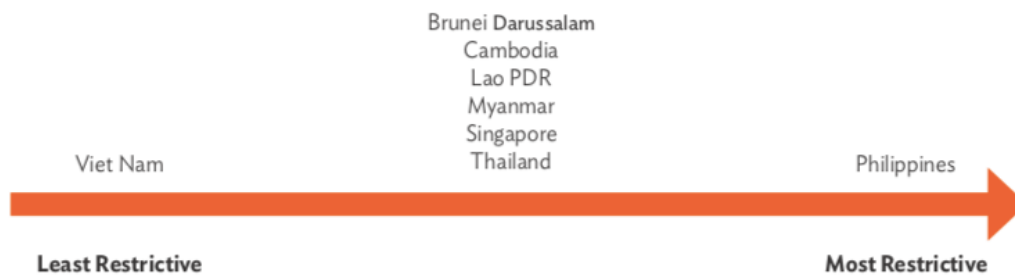 Brunei Darussalam
Cambodia
Lao PDR
Myanmar
Singapore
Thailand
Viet Nam
Philippines
Least Restrictive
Most Restrictive